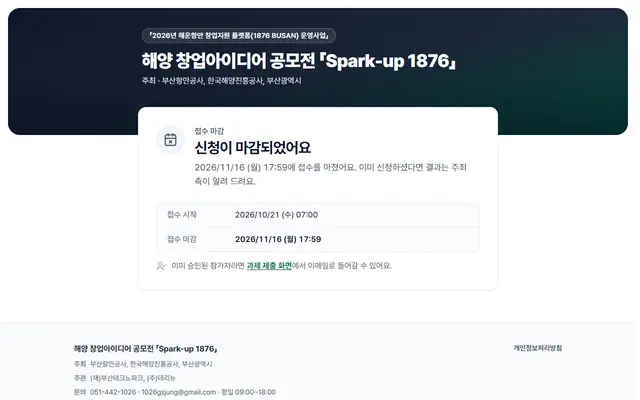 「2026년 해운항만 창업지원 플랫폼(1876 BUSAN) 운영사업」
해양 창업아이디어 공모전 「Spark-up 1876」
주최 · 부산항만공사, 한국해양진흥공사, 부산광역시
접수 마감
신청이 마감되었어요
2026/11/16 (월) 17:59에 접수를 마쳤어요. 이미 신청하셨다면 결과는 주최
측이 알려 드려요.
접수 시작 2026/10/21 (수) 07:00
접수 마감 2026/11/16 (월) 17:59
이미 승인된 참가자라면 과제 제출 화면에서 이메일로 들어갈 수 있어요.
해양 창업아이디어 공모전 「Spark-up 1876」
개인정보처리방침
주최 부산항만공사, 한국해양진흥공사, 부산광역시
주관 (재)부산테크노파크, (주)테리뉴
문의 051-442-1026 · 1026gsjung@gmail.com · 평일 09:00~18:00